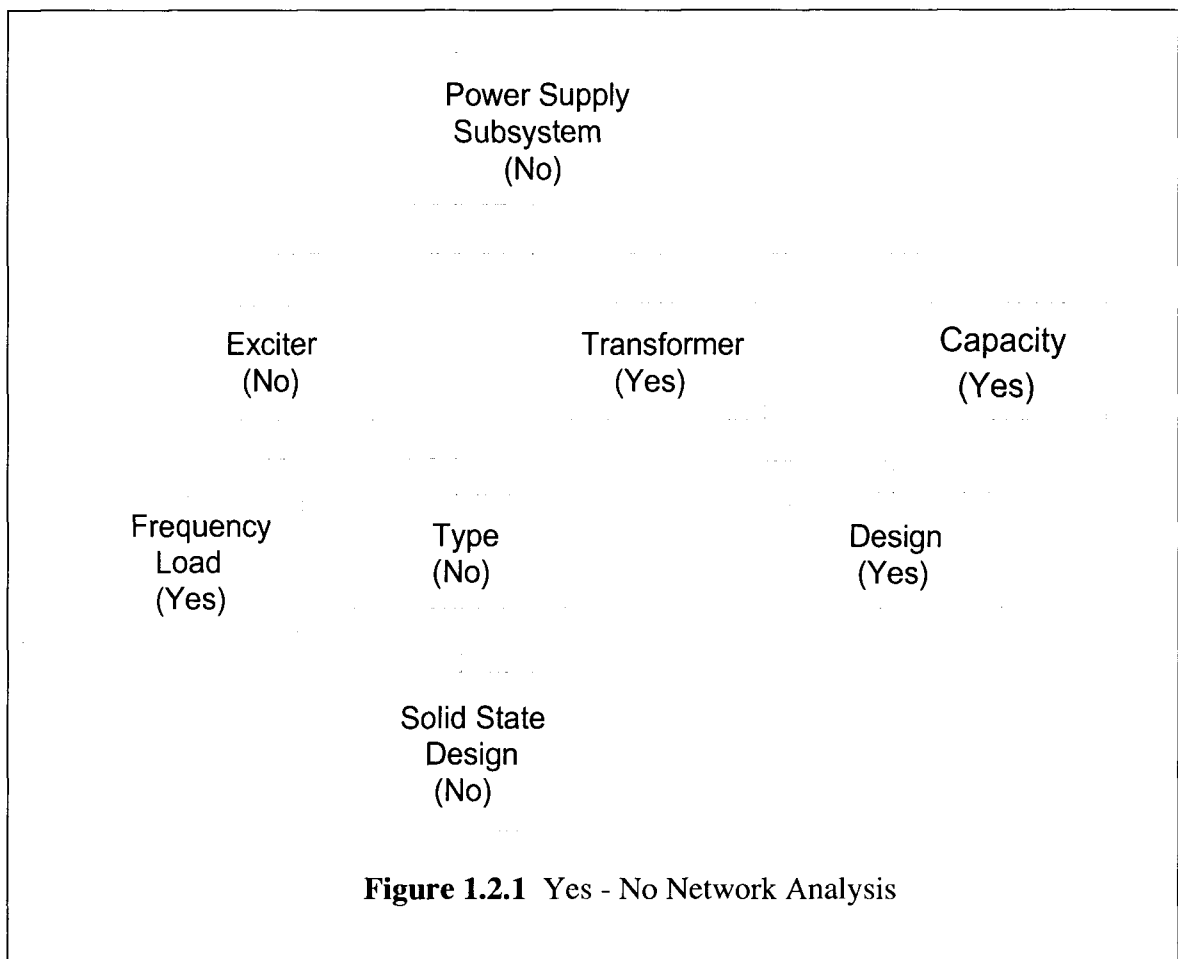 Power Supply
Subsystem
(No)
Exciter
(No)
Transformer
(Yes)
Capacity
(Yes)
Frequency
Load
(Yes)
Type
(No)
Design
(Yes)
Solid State
Design
(No)
Figure 1.2.1 Yes - No Network Analysis